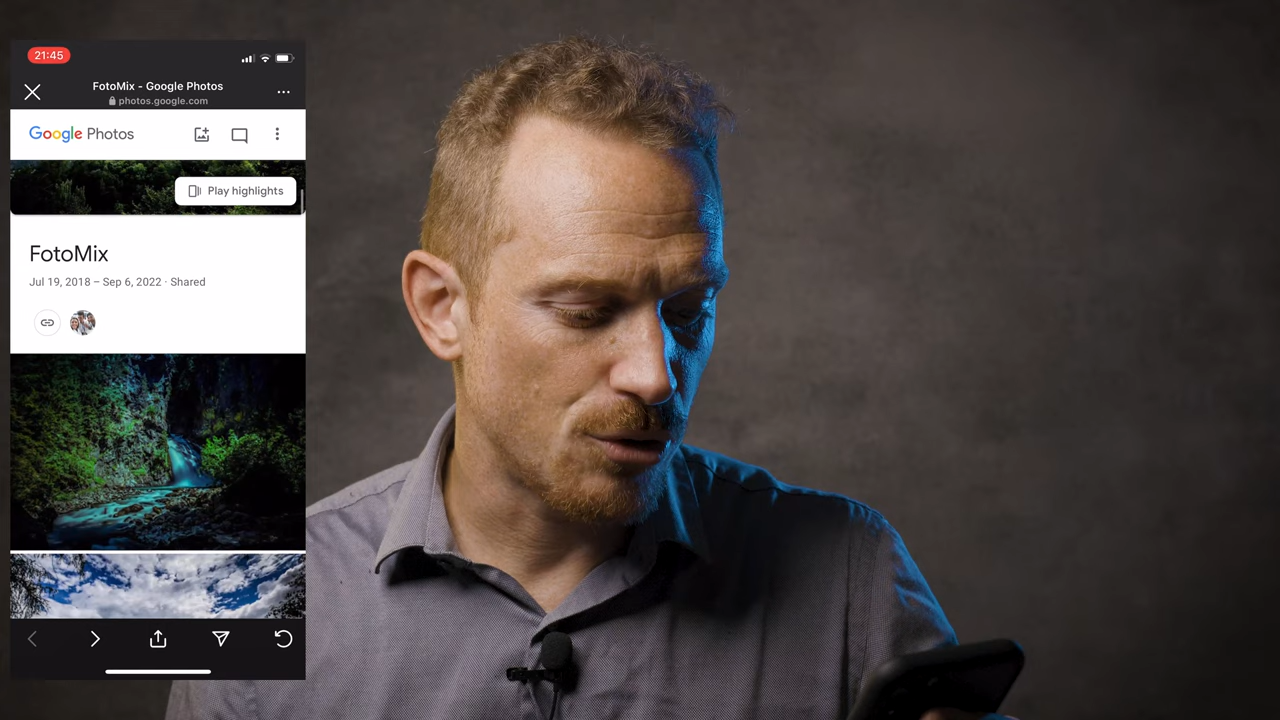 21:45
FotoMix - Google Photos
photos.google.com
Google Photos
Play highlights
FotoMix
Jul 19, 2018 – Sep 6, 2022 · Shared